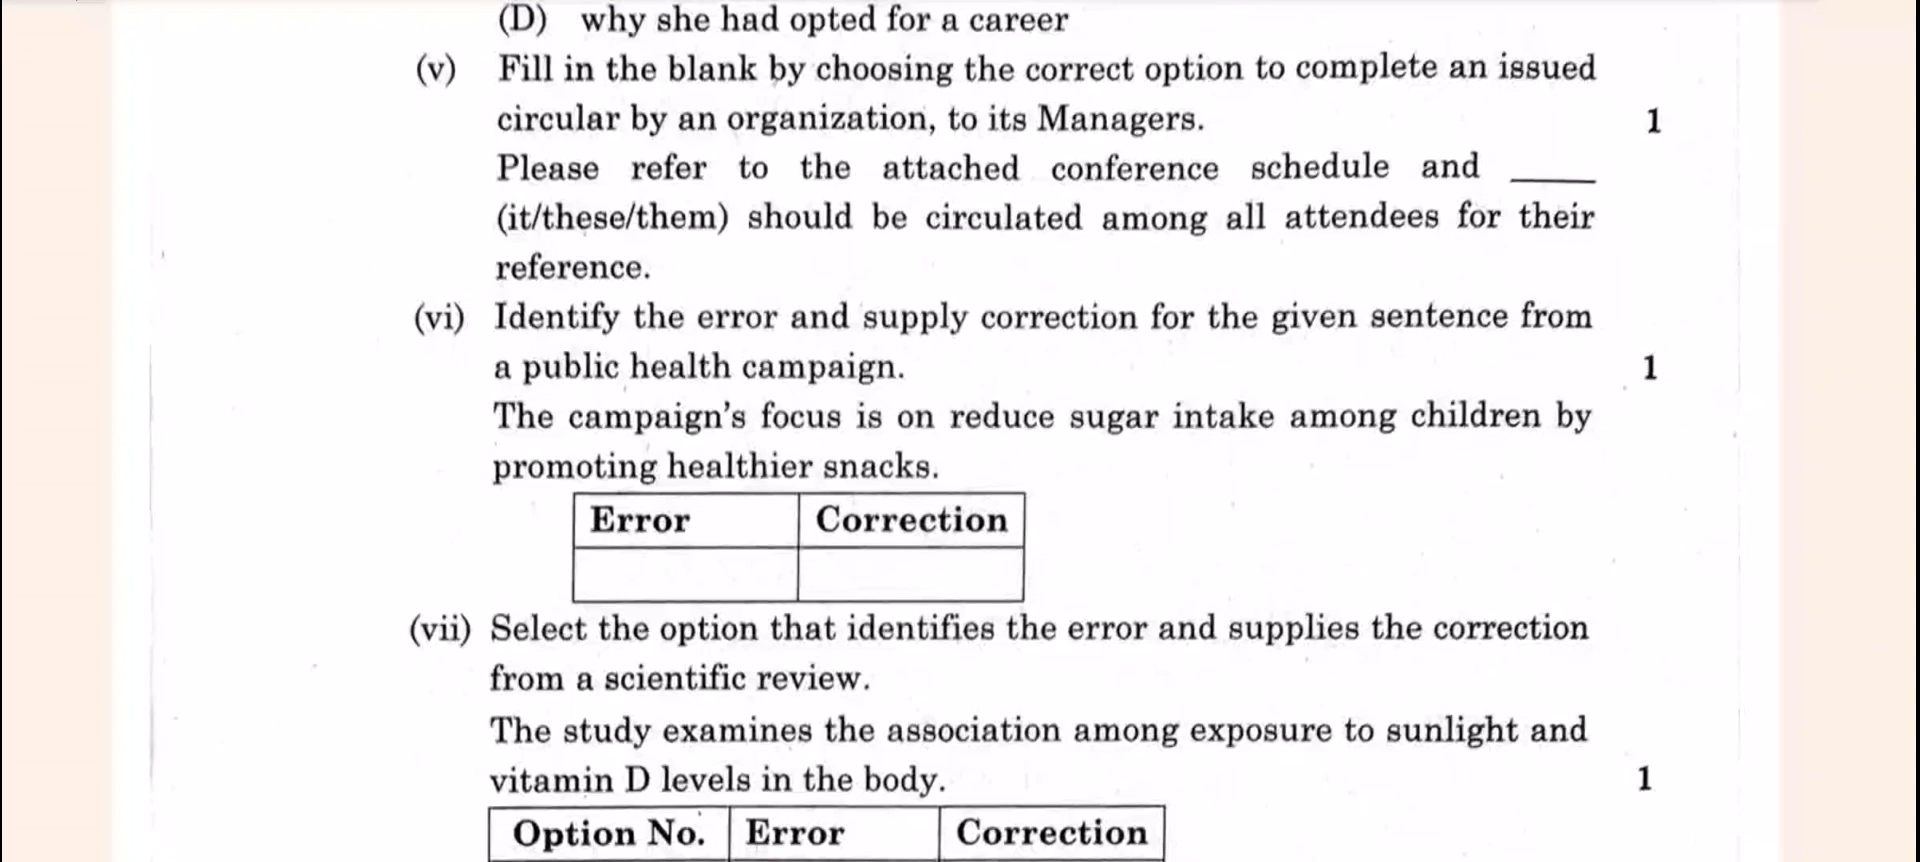 (D) why she had opted for a career
(v) Fill in the blank by choosing the correct option to complete an issued
circular by an organization, to its Managers. 1
Please refer to the attached conference schedule and ____
(it/these/them) should be circulated among all attendees for their
reference.
(vi) Identify the error and supply correction for the given sentence from
a public health campaign. 1
The campaign's focus is on reduce sugar intake among children by
promoting healthier snacks.
Error Correction
(vii) Select the option that identifies the error and supplies the correction
from a scientific review.
The study examines the association among exposure to sunlight and
vitamin D levels in the body. 1
Option No. Error Correction